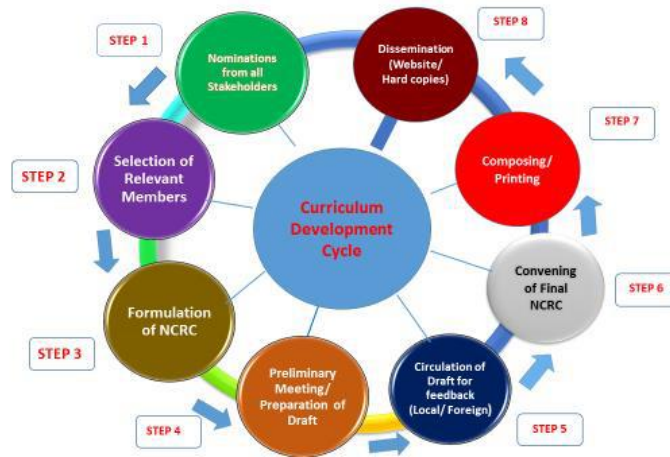 STEP 1
Nominations
from all
Stakeholders
STEP 2
Selection of
Relevant
Members
STEP 3
Formulation
of NCRC
STEP 4
Preliminary
Meeting/
Preparation of
Draft
STEP 5
Circulation of
Draft for
feedback
(Local/ Foreign)
STEP 6
Convening
of Final
NCRC
STEP 7
Composing/
Printing
STEP 8
Dissemination
(Website/
Hard copies)
Curriculum
Development
Cycle